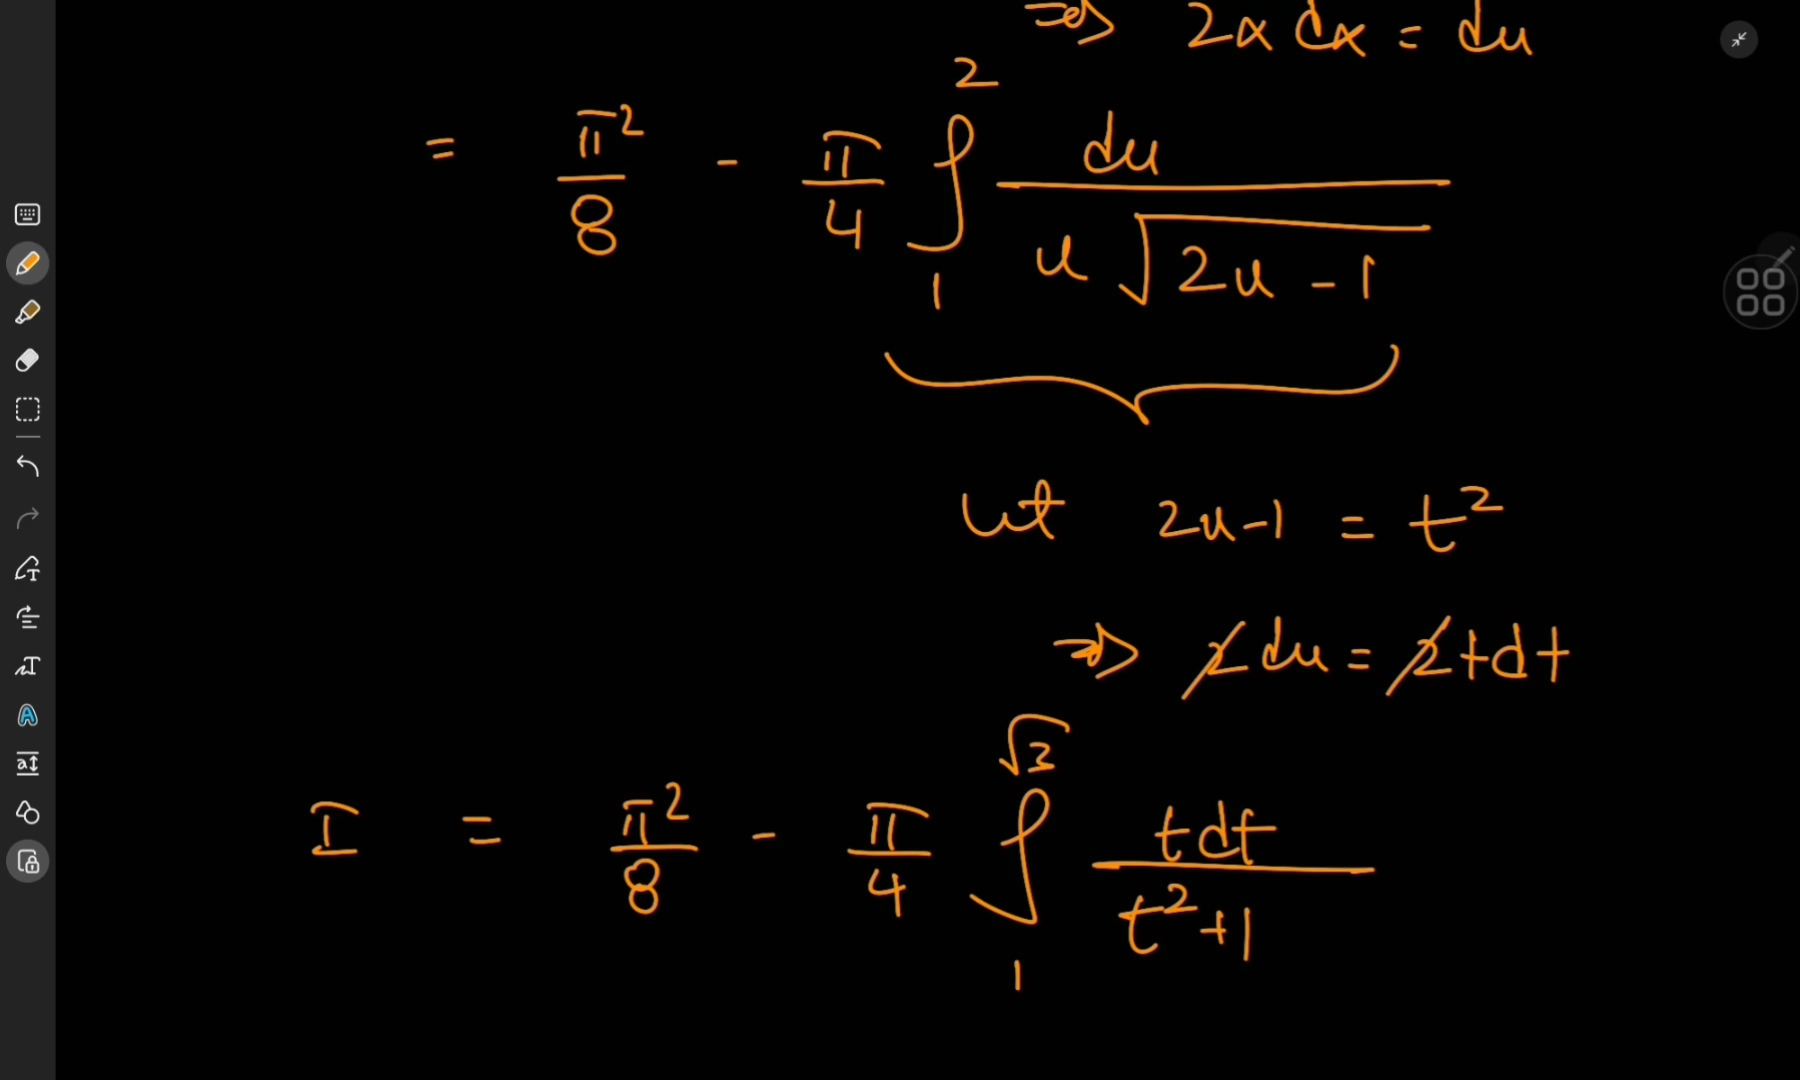 ⇒ 2x dx = du
= π²/8 - π/4 ∫₁² du/(u√(2u-1))
Let 2u-1 = t²
⇒ 2du = 2tdt
I = π²/8 - π/4 ∫₁^√3 tdt/(t²+1)